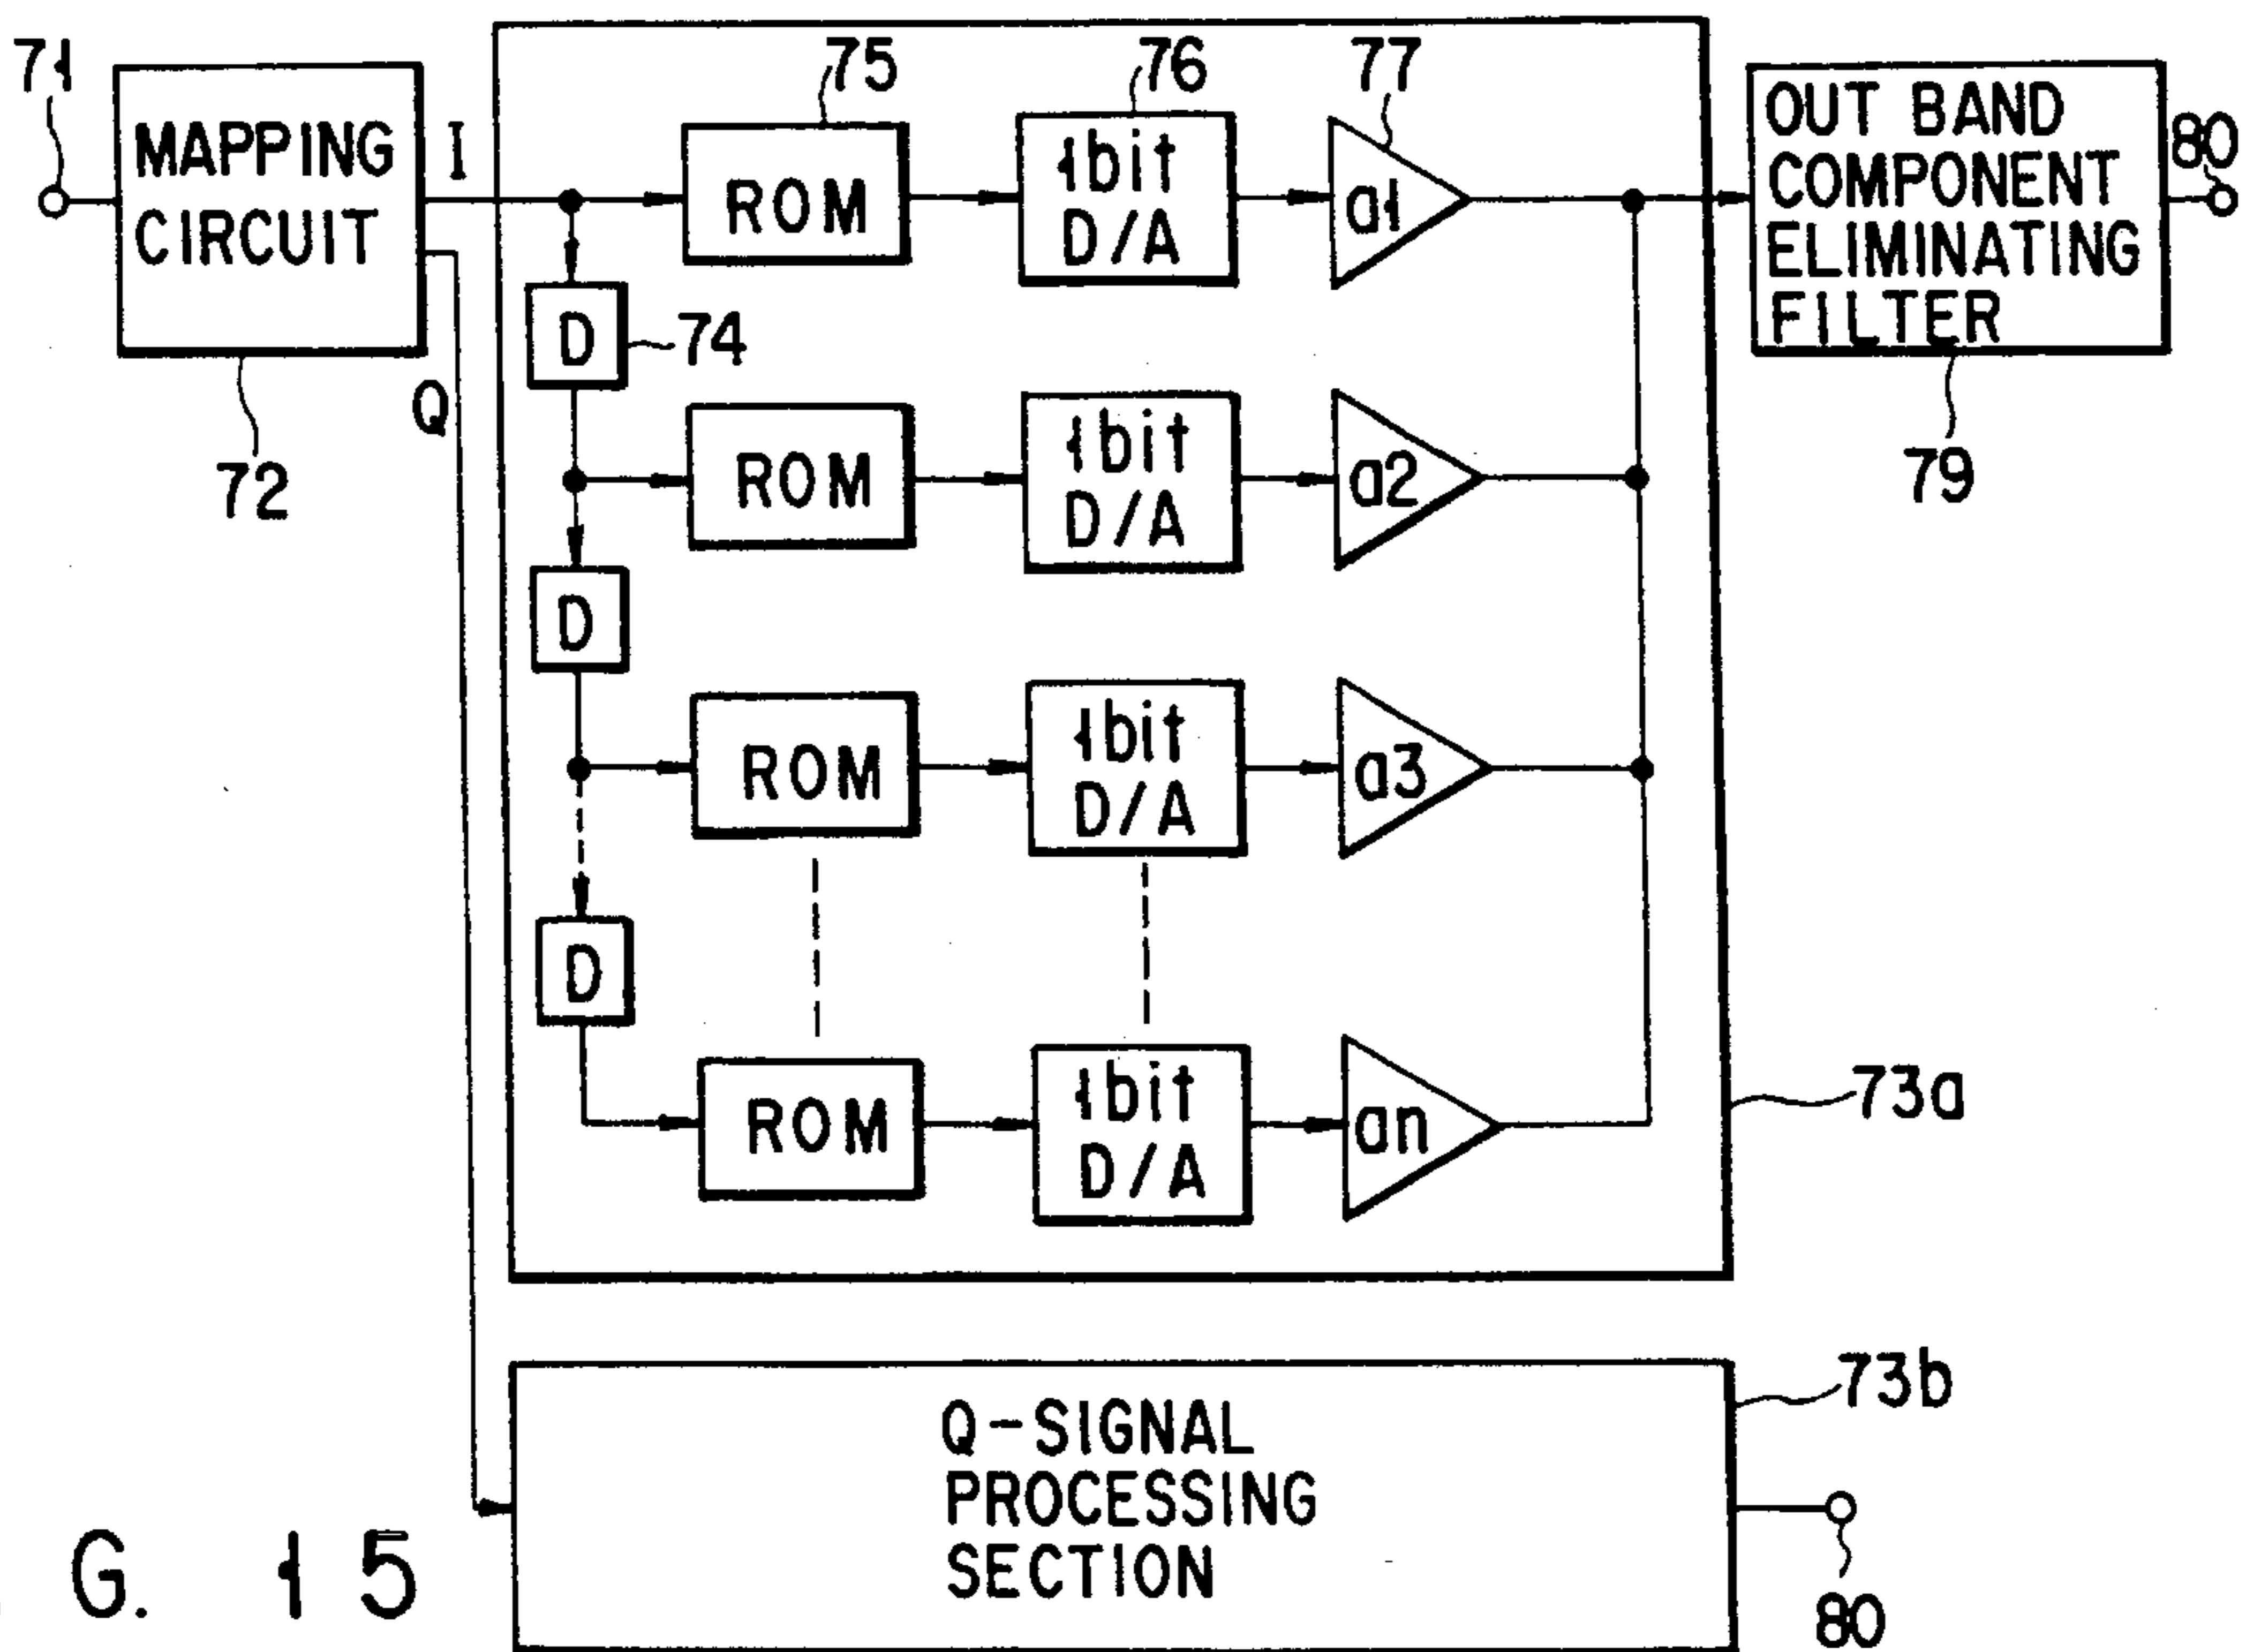 71
MAPPING
CIRCUIT
72
I
Q
75
76
77
ROM
1bit
D/A
a1
D
74
ROM
1bit
D/A
a2
D
ROM
1bit
D/A
a3
D
ROM
1bit
D/A
an
OUT BAND
COMPONENT
ELIMINATING
FILTER
80
79
73a
73b
Q-SIGNAL
PROCESSING
SECTION
80
G. 15